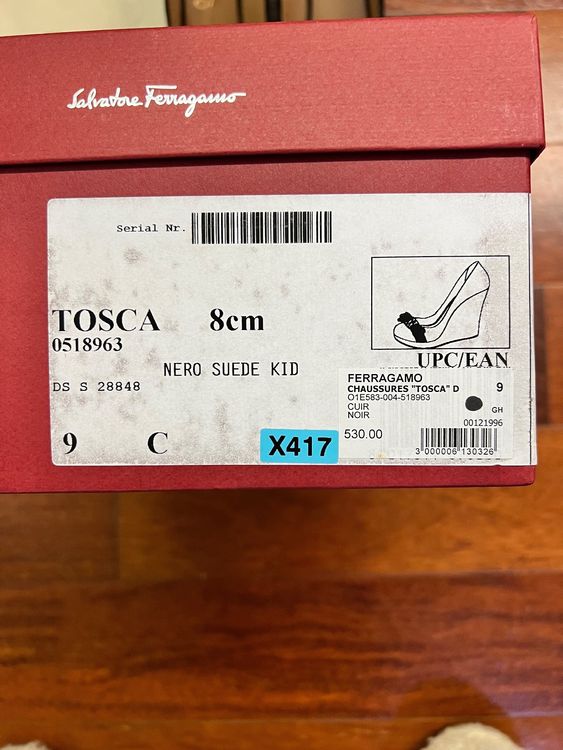 Salvatore Ferragamo
Serial Nr.
TOSCA 8cm
0518963
NERO SUEDE KID
UPC/EAN
DS S 28848
9 C
X417
FERRAGAMO
CHAUSSURES "TOSCA" D 9
O1E583-004-518963
CUIR
NOIR
GH
00121996
530.00
3 000006 130326